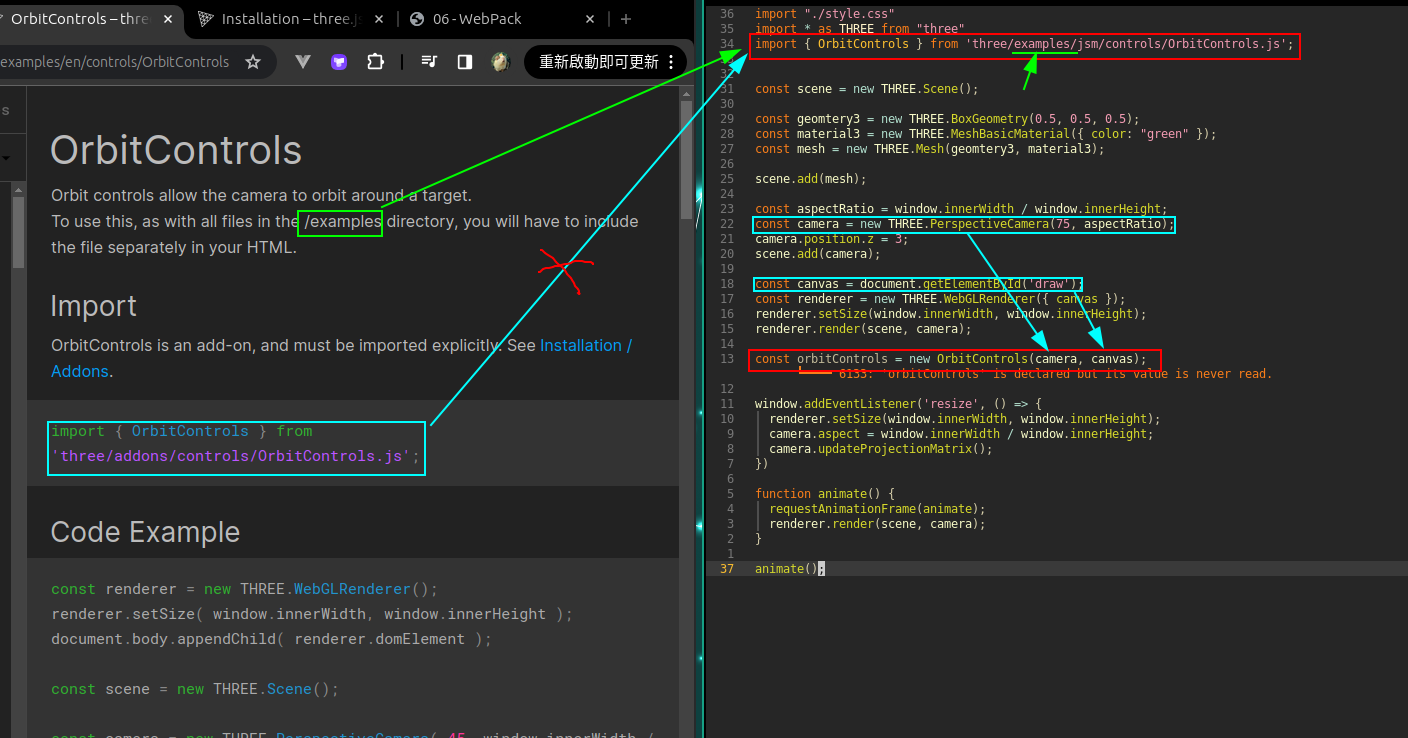 OrbitControls – thre
Installation – three.j
06 - WebPack
examples/en/controls/OrbitControls
重新啟動即可更新
s
OrbitControls
Orbit controls allow the camera to orbit around a target.
To use this, as with all files in the /examples directory, you will have to include
the file separately in your HTML.
Import
OrbitControls is an add-on, and must be imported explicitly. See Installation /
Addons.
import { OrbitControls } from
'three/addons/controls/OrbitControls.js';
Code Example
const renderer = new THREE.WebGLRenderer();
renderer.setSize( window.innerWidth, window.innerHeight );
document.body.appendChild( renderer.domElement );
const scene = new THREE.Scene();
const camera = new THREE.PerspectiveCamera( 45, window.innerWidth /
36 import "./style.css"
35 import * as THREE from "three"
34 import { OrbitControls } from 'three/examples/jsm/controls/OrbitControls.js';
32
31 const scene = new THREE.Scene();
30
29 const geomtery3 = new THREE.BoxGeometry(0.5, 0.5, 0.5);
28 const material3 = new THREE.MeshBasicMaterial({ color: "green" });
27 const mesh = new THREE.Mesh(geomtery3, material3);
26
25 scene.add(mesh);
24
23 const aspectRatio = window.innerWidth / window.innerHeight;
22 const camera = new THREE.PerspectiveCamera(75, aspectRatio);
21 camera.position.z = 3;
20 scene.add(camera);
19
18 const canvas = document.getElementById('draw');
17 const renderer = new THREE.WebGLRenderer({ canvas });
16 renderer.setSize(window.innerWidth, window.innerHeight);
15 renderer.render(scene, camera);
14
13 const orbitControls = new OrbitControls(camera, canvas);
6133: 'orbitControls' is declared but its value is never read.
12
11 window.addEventListener('resize', () => {
10 renderer.setSize(window.innerWidth, window.innerHeight);
9 camera.aspect = window.innerWidth / window.innerHeight;
8 camera.updateProjectionMatrix();
7 })
6
5 function animate() {
4 requestAnimationFrame(animate);
3 renderer.render(scene, camera);
2 }
1
37 animate();